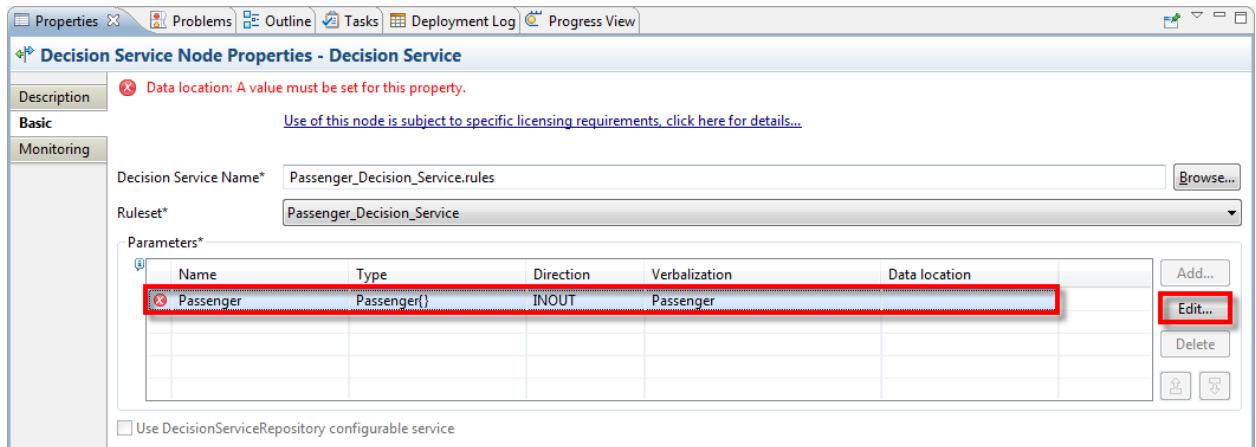 Properties Problems Outline Tasks Deployment Log Progress View
Decision Service Node Properties - Decision Service
Data location: A value must be set for this property.
Description
Use of this node is subject to specific licensing requirements, click here for details...
Basic
Monitoring
Decision Service Name* Passenger_Decision_Service.rules Browse...
Ruleset* Passenger_Decision_Service
Parameters*
Name Type Direction Verbalization Data location Add...
Passenger Passenger{} INOUT Passenger
Edit...
Delete
Use DecisionServiceRepository configurable service